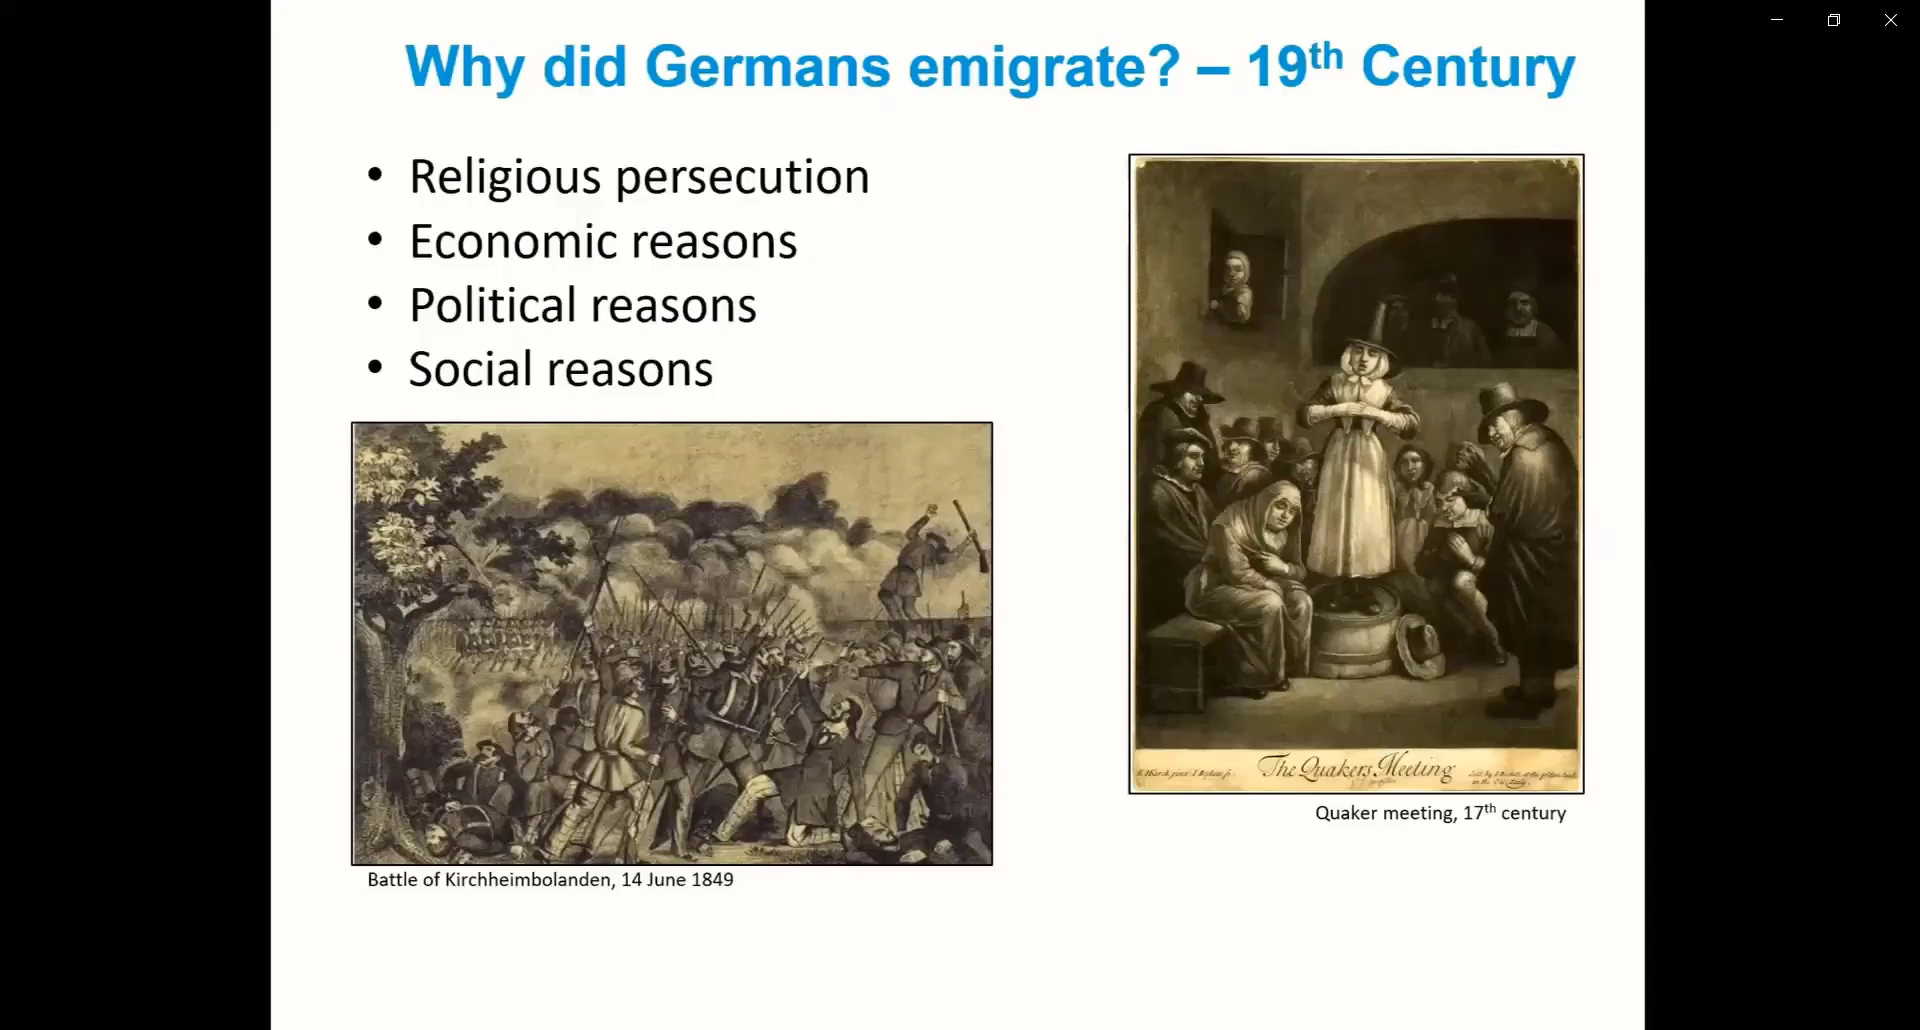 Why did Germans emigrate? – 19th Century
• Religious persecution
• Economic reasons
• Political reasons
• Social reasons
The Quakers Meeting
Quaker meeting, 17th century
Battle of Kirchheimbolanden, 14 June 1849